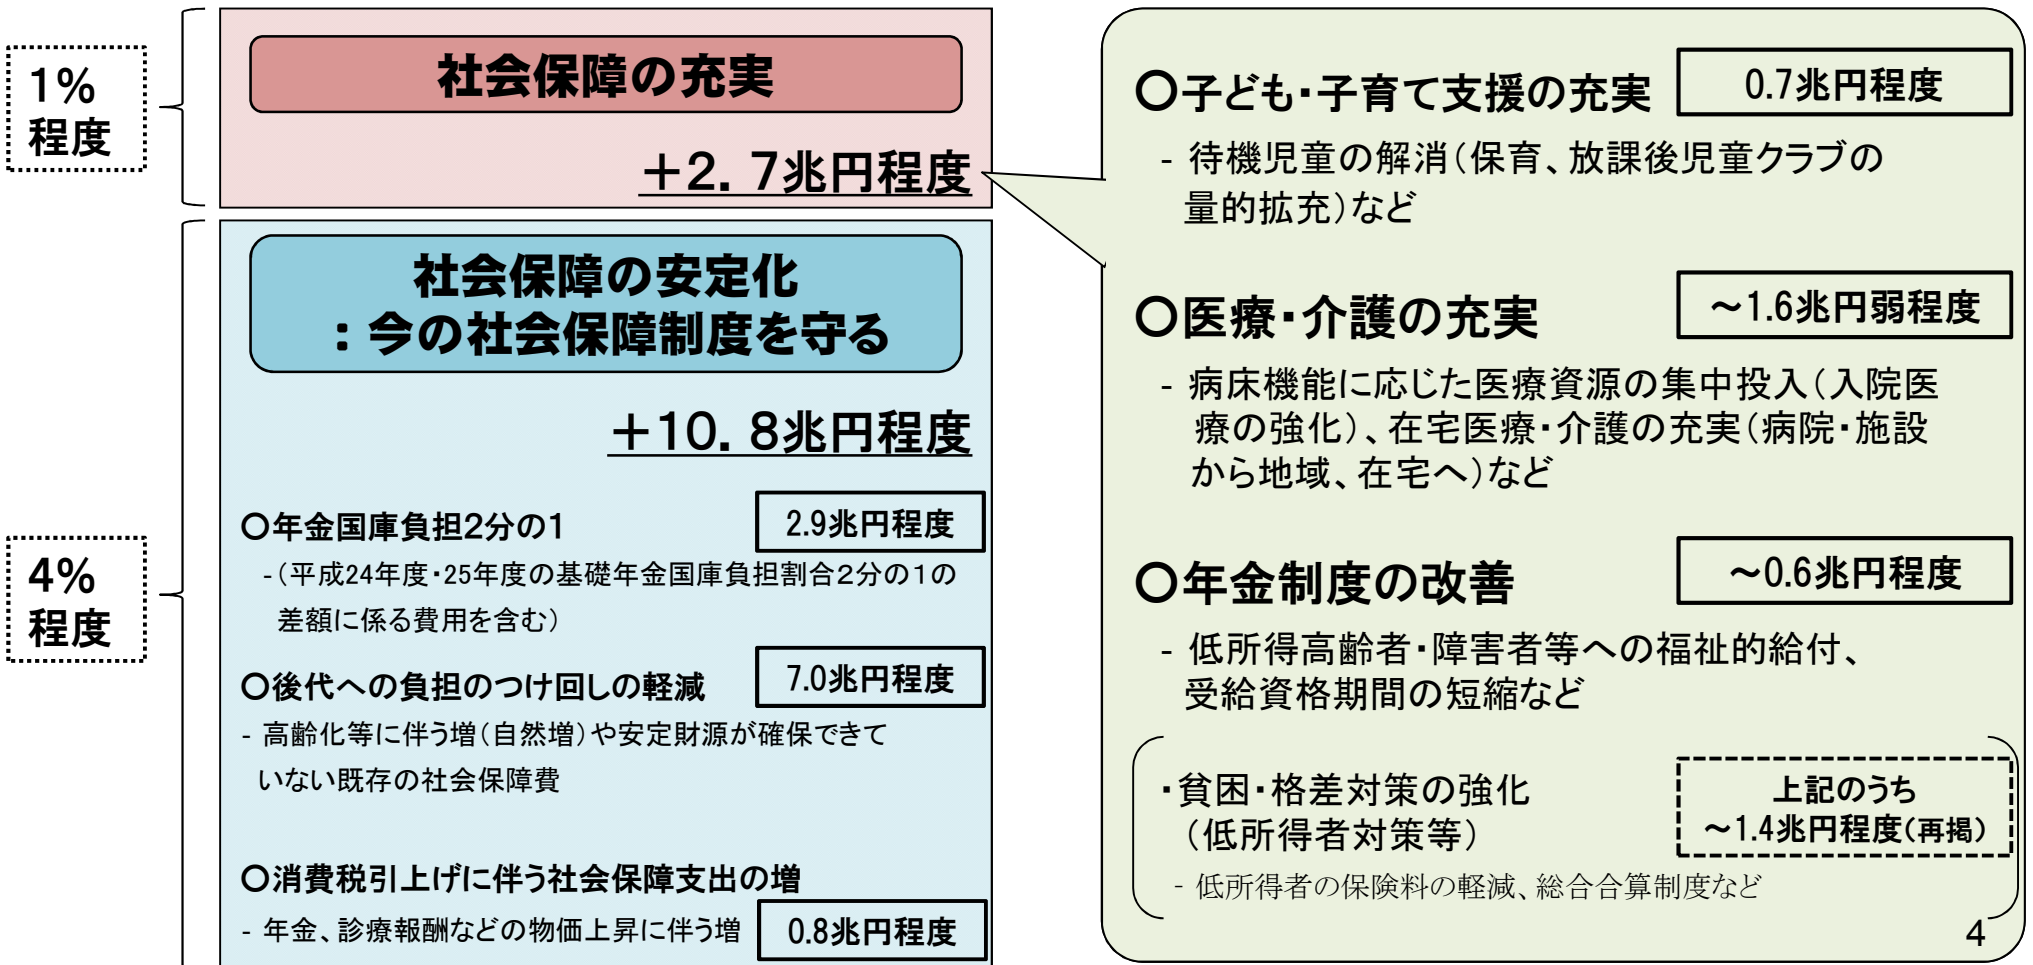 1%
程度
社会保障の充実
＋2．7兆円程度
4%
程度
社会保障の安定化
：今の社会保障制度を守る
＋10．8兆円程度
〇年金国庫負担2分の1
2.9兆円程度
-（平成24年度・25年度の基礎年金国庫負担割合２分の１の
差額に係る費用を含む）
〇後代への負担のつけ回しの軽減
7.0兆円程度
- 高齢化等に伴う増（自然増）や安定財源が確保できて
いない既存の社会保障費
〇消費税引上げに伴う社会保障支出の増
- 年金、診療報酬などの物価上昇に伴う増
0.8兆円程度
〇子ども・子育て支援の充実
0.7兆円程度
- 待機児童の解消（保育、放課後児童クラブの
量的拡充）など
〇医療・介護の充実
～1.6兆円弱程度
- 病床機能に応じた医療資源の集中投入（入院医
療の強化）、在宅医療・介護の充実（病院・施設
から地域、在宅へ）など
〇年金制度の改善
～0.6兆円程度
- 低所得高齢者・障害者等への福祉的給付、
受給資格期間の短縮など
・貧困・格差対策の強化
（低所得者対策等）
上記のうち
～1.4兆円程度（再掲）
- 低所得者の保険料の軽減、総合合算制度など
4